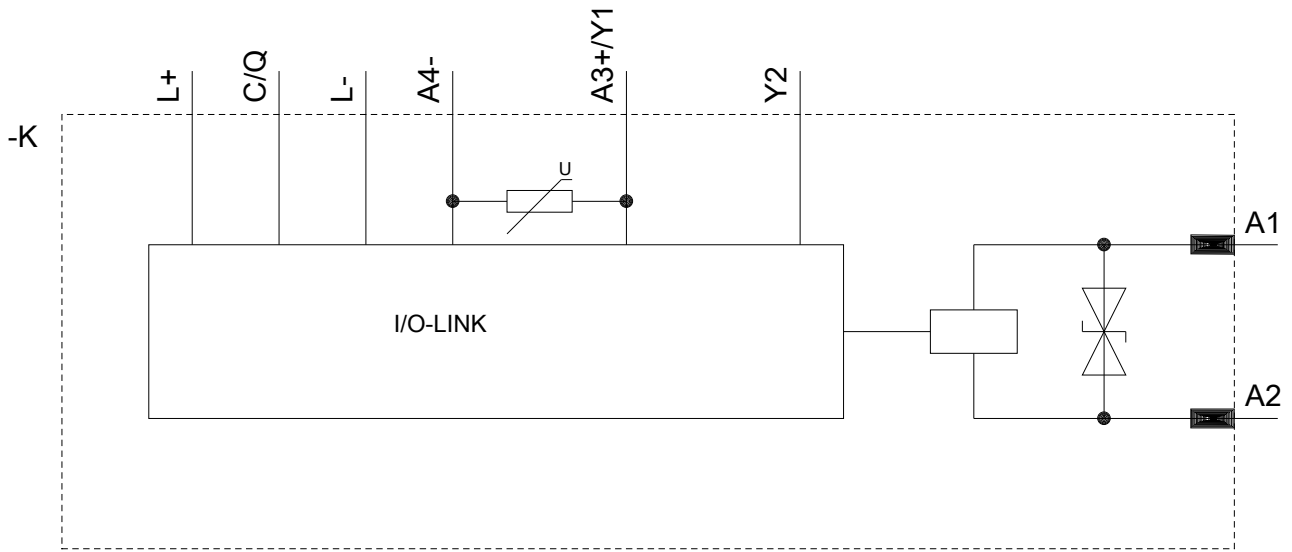 L+
C/Q
L-
A4-
A3+/Y1
Y2
-K
U
A1
I/O-LINK
A2